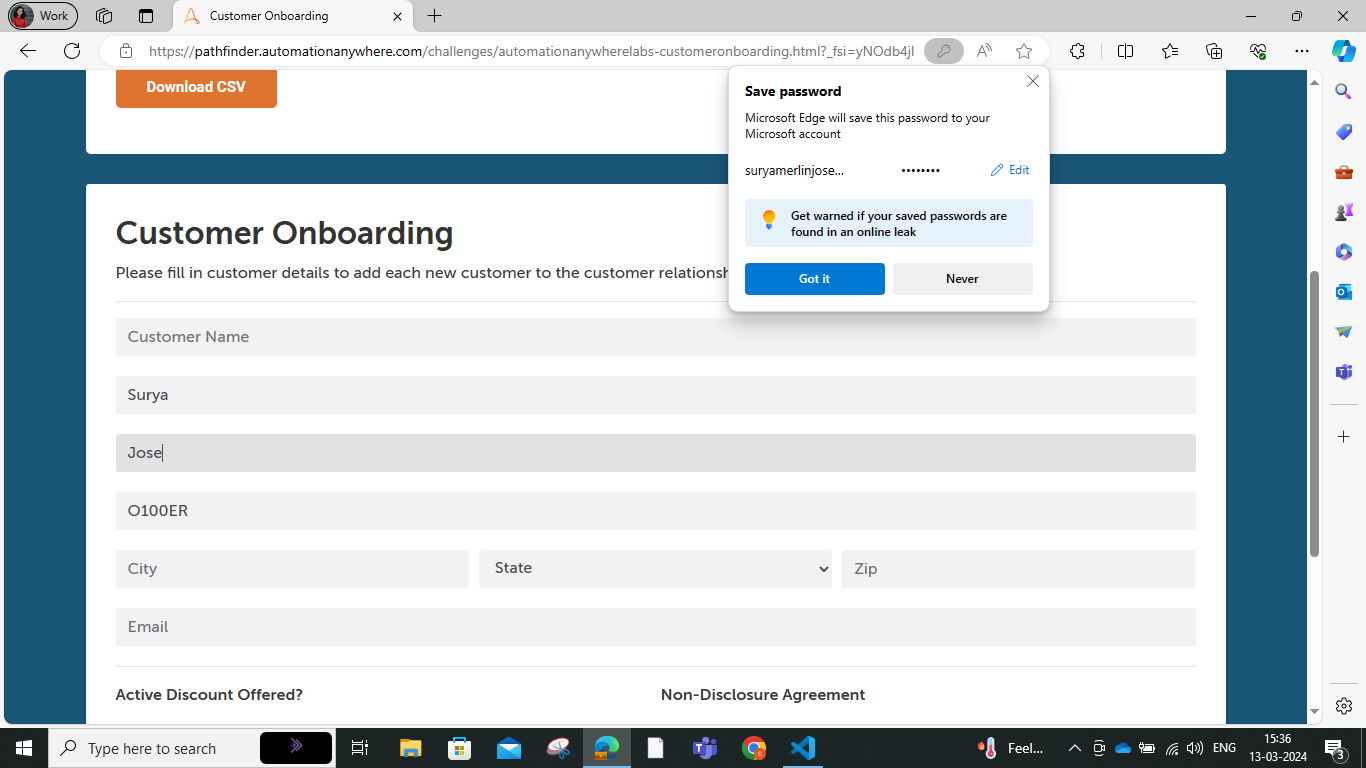 Work
Customer Onboarding
https://pathfinder.automationanywhere.com/challenges/automationanywherelabs-customeronboarding.html?_fsi=yNOdb4jI
Download CSV
Save password
Microsoft Edge will save this password to your
Microsoft account
suryamerlinjose... •••••••• Edit
Get warned if your saved passwords are
found in an online leak
Got it Never
Customer Onboarding
Please fill in customer details to add each new customer to the customer relationsh
Customer Name
Surya
Jose
O100ER
City State Zip
Email
Active Discount Offered? Non-Disclosure Agreement
Type here to search
Feel...
ENG
15:36
13-03-2024
3